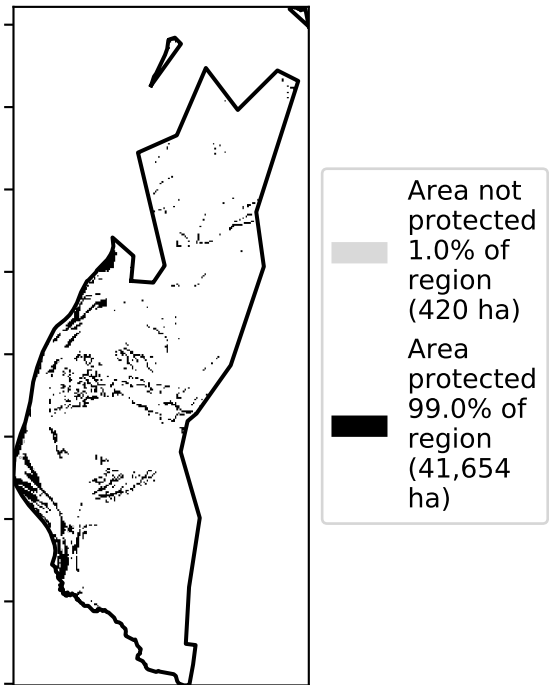 Area not
protected
1.0% of
region
(420 ha)
Area
protected
99.0% of
region
(41,654
ha)